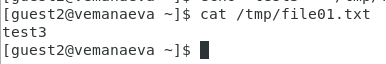 [guest2@vemanaeva ~]$ cat /tmp/file01.txt
test3
[guest2@vemanaeva ~]$